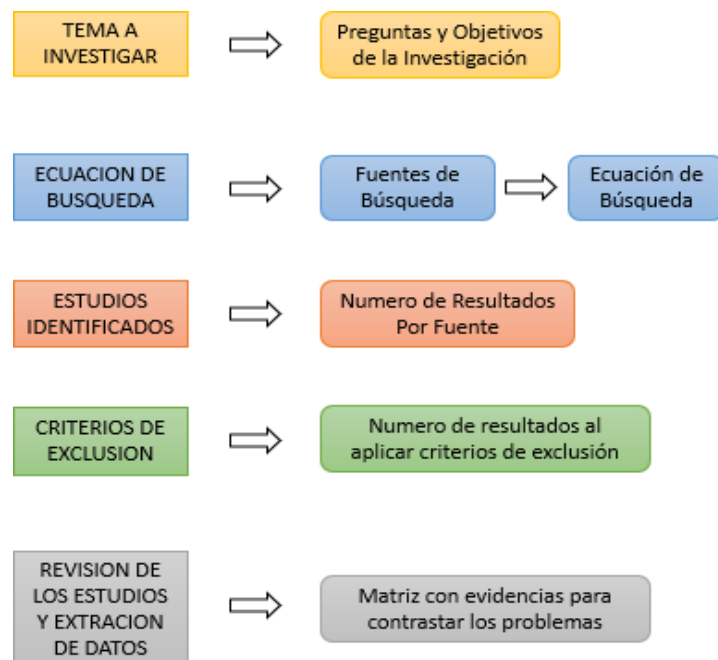 TEMA A
INVESTIGAR
Preguntas y Objetivos
de la Investigación
ECUACION DE
BUSQUEDA
Fuentes de
Búsqueda
Ecuación de
Búsqueda
ESTUDIOS
IDENTIFICADOS
Numero de Resultados
Por Fuente
CRITERIOS DE
EXCLUSION
Numero de resultados al
aplicar criterios de exclusión
REVISION DE
LOS ESTUDIOS
Y EXTRACION
DE DATOS
Matriz con evidencias para
contrastar los problemas